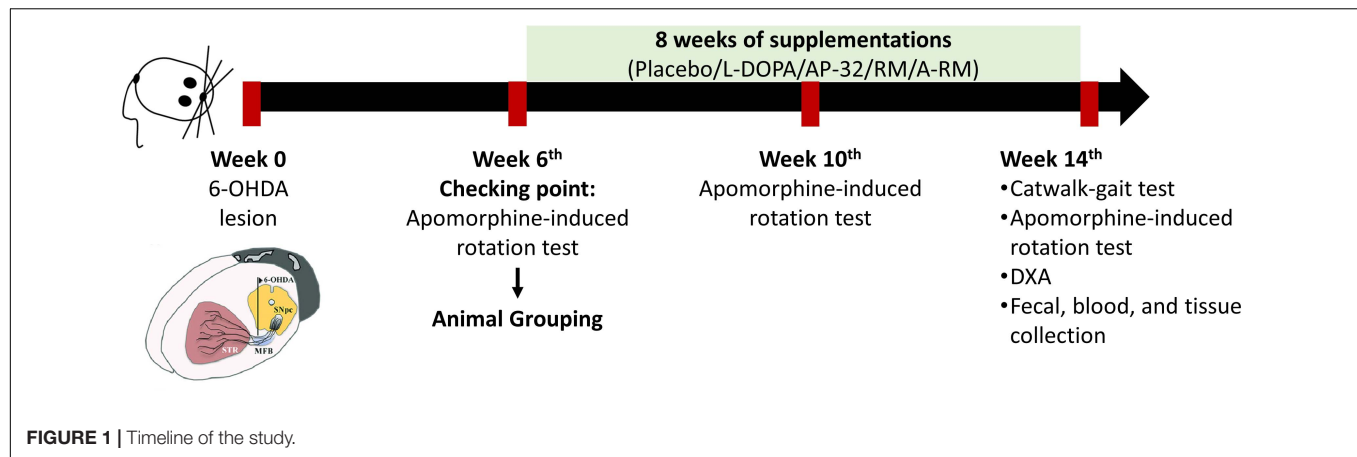 8 weeks of supplementations
(Placebo/L-DOPA/AP-32/RM/A-RM)
Week 0
6-OHDA
lesion
6-OHDA
SNpc
STR
MFB
Week 6th
Checking point:
Apomorphine-induced
rotation test
Animal Grouping
Week 10th
Apomorphine-induced
rotation test
Week 14th
•Catwalk-gait test
•Apomorphine-induced
rotation test
•DXA
•Fecal, blood, and tissue
collection
FIGURE 1 | Timeline of the study.